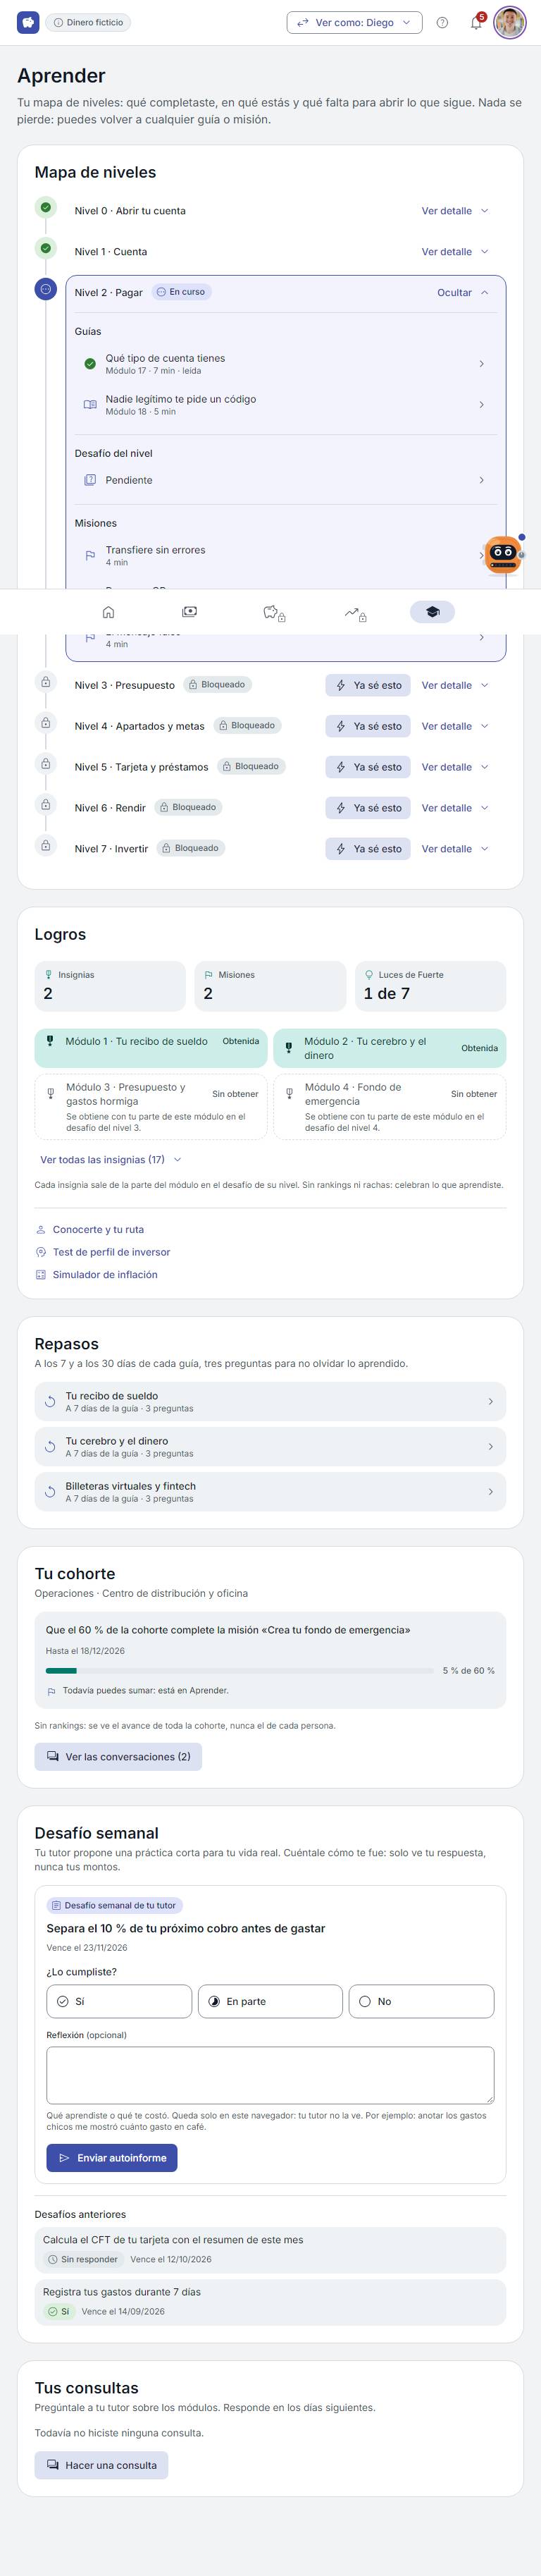 Dinero ficticio
Ver como: Diego
5
Aprender
Tu mapa de niveles: qué completaste, en qué estás y qué falta para abrir lo que sigue. Nada se
pierde: puedes volver a cualquier guía o misión.
Mapa de niveles
Nivel 0 · Abrir tu cuenta
Ver detalle
Nivel 1 · Cuenta
Ver detalle
Nivel 2 · Pagar
En curso
Ocultar
Guías
Qué tipo de cuenta tienes
Módulo 17 · 7 min · leída
Nadie legítimo te pide un código
Módulo 18 · 5 min
Desafío del nivel
Pendiente
Misiones
Transfiere sin errores
4 min
4 min
Nivel 3 · Presupuesto
Bloqueado
Ya sé esto
Ver detalle
Nivel 4 · Apartados y metas
Bloqueado
Ya sé esto
Ver detalle
Nivel 5 · Tarjeta y préstamos
Bloqueado
Ya sé esto
Ver detalle
Nivel 6 · Rendir
Bloqueado
Ya sé esto
Ver detalle
Nivel 7 · Invertir
Bloqueado
Ya sé esto
Ver detalle
Logros
Insignias
2
Misiones
2
Luces de Fuerte
1 de 7
Módulo 1 · Tu recibo de sueldo
Obtenida
Módulo 2 · Tu cerebro y el
dinero
Obtenida
Módulo 3 · Presupuesto y
gastos hormiga
Sin obtener
Se obtiene con tu parte de este módulo en el
desafío del nivel 3.
Módulo 4 · Fondo de
emergencia
Sin obtener
Se obtiene con tu parte de este módulo en el
desafío del nivel 4.
Ver todas las insignias (17)
Cada insignia sale de la parte del módulo en el desafío de su nivel. Sin rankings ni rachas: celebran lo que aprendiste.
Conocerte y tu ruta
Test de perfil de inversor
Simulador de inflación
Repasos
A los 7 y a los 30 días de cada guía, tres preguntas para no olvidar lo aprendido.
Tu recibo de sueldo
A 7 días de la guía · 3 preguntas
Tu cerebro y el dinero
A 7 días de la guía · 3 preguntas
Billeteras virtuales y fintech
A 7 días de la guía · 3 preguntas
Tu cohorte
Operaciones · Centro de distribución y oficina
Que el 60 % de la cohorte complete la misión «Crea tu fondo de emergencia»
Hasta el 18/12/2026
5 % de 60 %
Todavía puedes sumar: está en Aprender.
Sin rankings: se ve el avance de toda la cohorte, nunca el de cada persona.
Ver las conversaciones (2)
Desafío semanal
Tu tutor propone una práctica corta para tu vida real. Cuéntale cómo te fue: solo ve tu respuesta,
nunca tus montos.
Desafío semanal de tu tutor
Separa el 10 % de tu próximo cobro antes de gastar
Vence el 23/11/2026
¿Lo cumpliste?
Sí
En parte
No
Reflexión (opcional)
Qué aprendiste o qué te costó. Queda solo en este navegador: tu tutor no la ve. Por ejemplo: anotar los gastos
chicos me mostró cuánto gasto en café.
Enviar autoinforme
Desafíos anteriores
Calcula el CFT de tu tarjeta con el resumen de este mes
Sin responder
Vence el 12/10/2026
Registra tus gastos durante 7 días
Sí
Vence el 14/09/2026
Tus consultas
Pregúntale a tu tutor sobre los módulos. Responde en los días siguientes.
Todavía no hiciste ninguna consulta.
Hacer una consulta